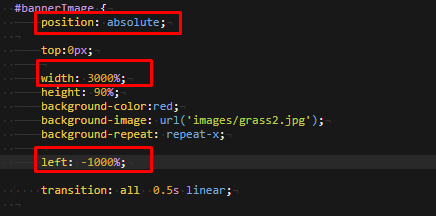 #bannerImage {
position: absolute;
top:0px;
width: 3000%;
height: 90%;
background-color:red;
background-image: url('images/grass2.jpg');
background-repeat: repeat-x;
left: -1000%;
transition: all 0.5s linear;